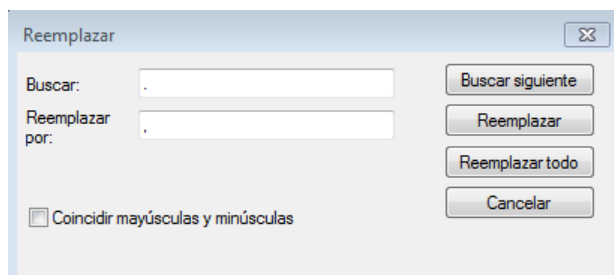 Reemplazar
Buscar:
.
Buscar siguiente
Reemplazar
por:
,
Reemplazar
Reemplazar todo
Cancelar
Coincidir mayúsculas y minúsculas